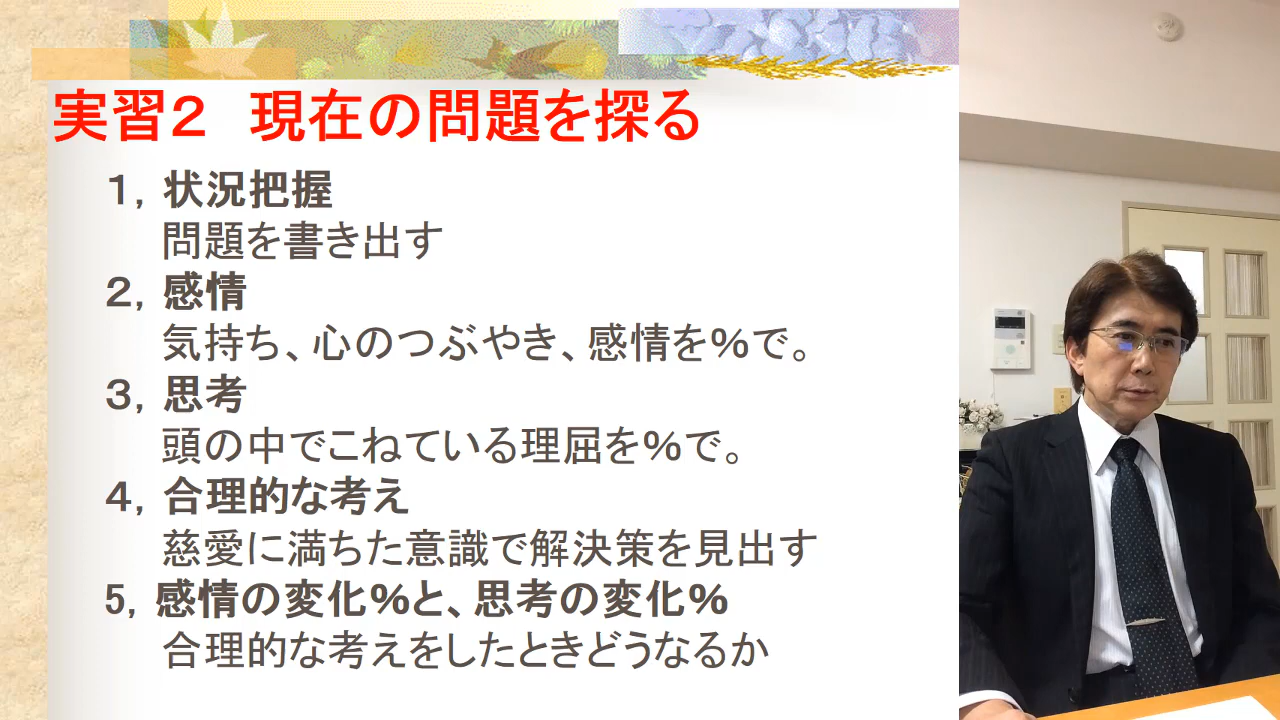 実習２　現在の問題を探る
１，状況把握
問題を書き出す
２，感情
気持ち、心のつぶやき、感情を%で。
３，思考
頭の中でこねている理屈を%で。
４，合理的な考え
慈愛に満ちた意識で解決策を見出す
５，感情の変化%と、思考の変化%
合理的な考えをしたときどうなるか